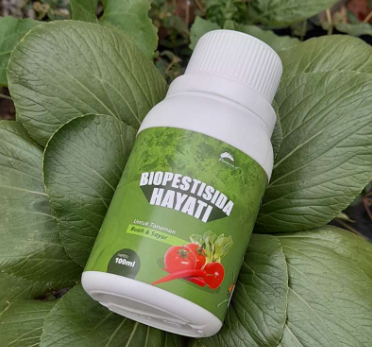 BIOPESTISIDA
HAYATI
Untuk Tanaman
Buah & Sayur
100ml